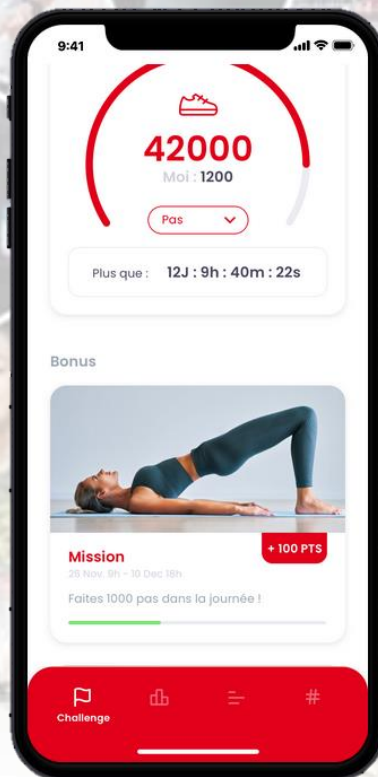 9:41
42000
Moi : 1200
Pas
Plus que : 12J : 9h : 40m : 22s
Bonus
+ 100 PTS
Mission
26 Nov. 9h - 10 Dec 18h
Faites 1000 pas dans la journée !
Challenge
#